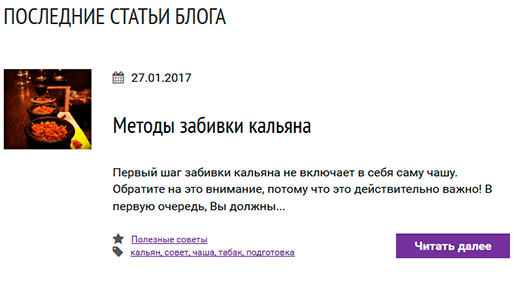 ПОСЛЕДНИЕ СТАТЬИ БЛОГА
27.01.2017
Методы забивки кальяна
Первый шаг забивки кальяна не включает в себя саму чашу.
Обратите на это внимание, потому что это действительно важно! В
первую очередь, Вы должны...
Полезные советы
кальян, совет, чаша, табак, подготовка
Читать далее